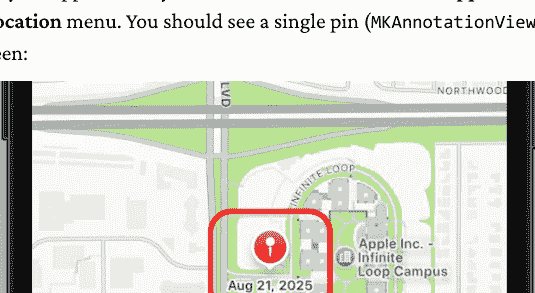 ocation menu. You should see a single pin (MKAnnotationView
een:
NORTHWOOD
LVD
INFINITE LOOP
Apple Inc. -
Infinite
Loop Campus
Aug 21, 2025